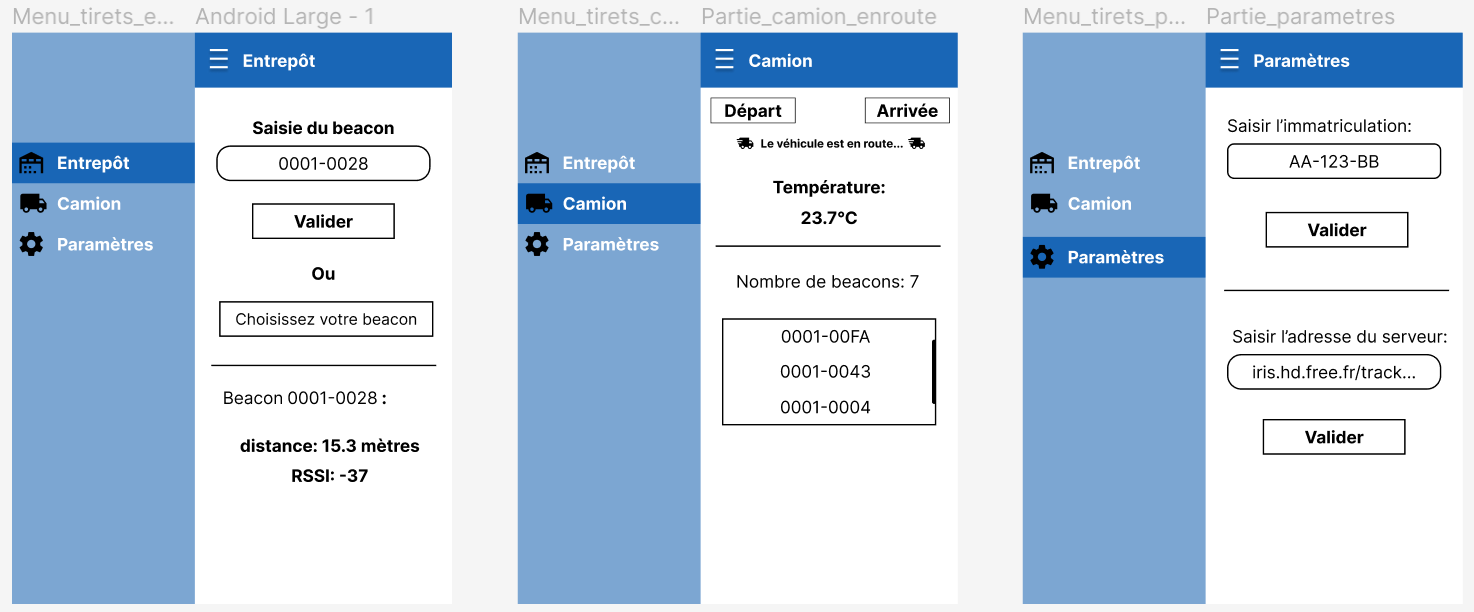 Menu_tirets_e...
Android Large - 1
Entrepôt
Entrepôt
Camion
Paramètres
Saisie du beacon
0001-0028
Valider
Ou
Choisissez votre beacon
Beacon 0001-0028 :
distance: 15.3 mètres
RSSI: -37
Menu_tirets_c...
Partie_camion_enroute
Camion
Entrepôt
Camion
Paramètres
Départ
Arrivée
Le véhicule est en route...
Température:
23.7°C
Nombre de beacons: 7
0001-00FA
0001-0043
0001-0004
Menu_tirets_p...
Partie_parametres
Paramètres
Entrepôt
Camion
Paramètres
Saisir l’immatriculation:
AA-123-BB
Valider
Saisir l’adresse du serveur:
iris.hd.free.fr/track...
Valider